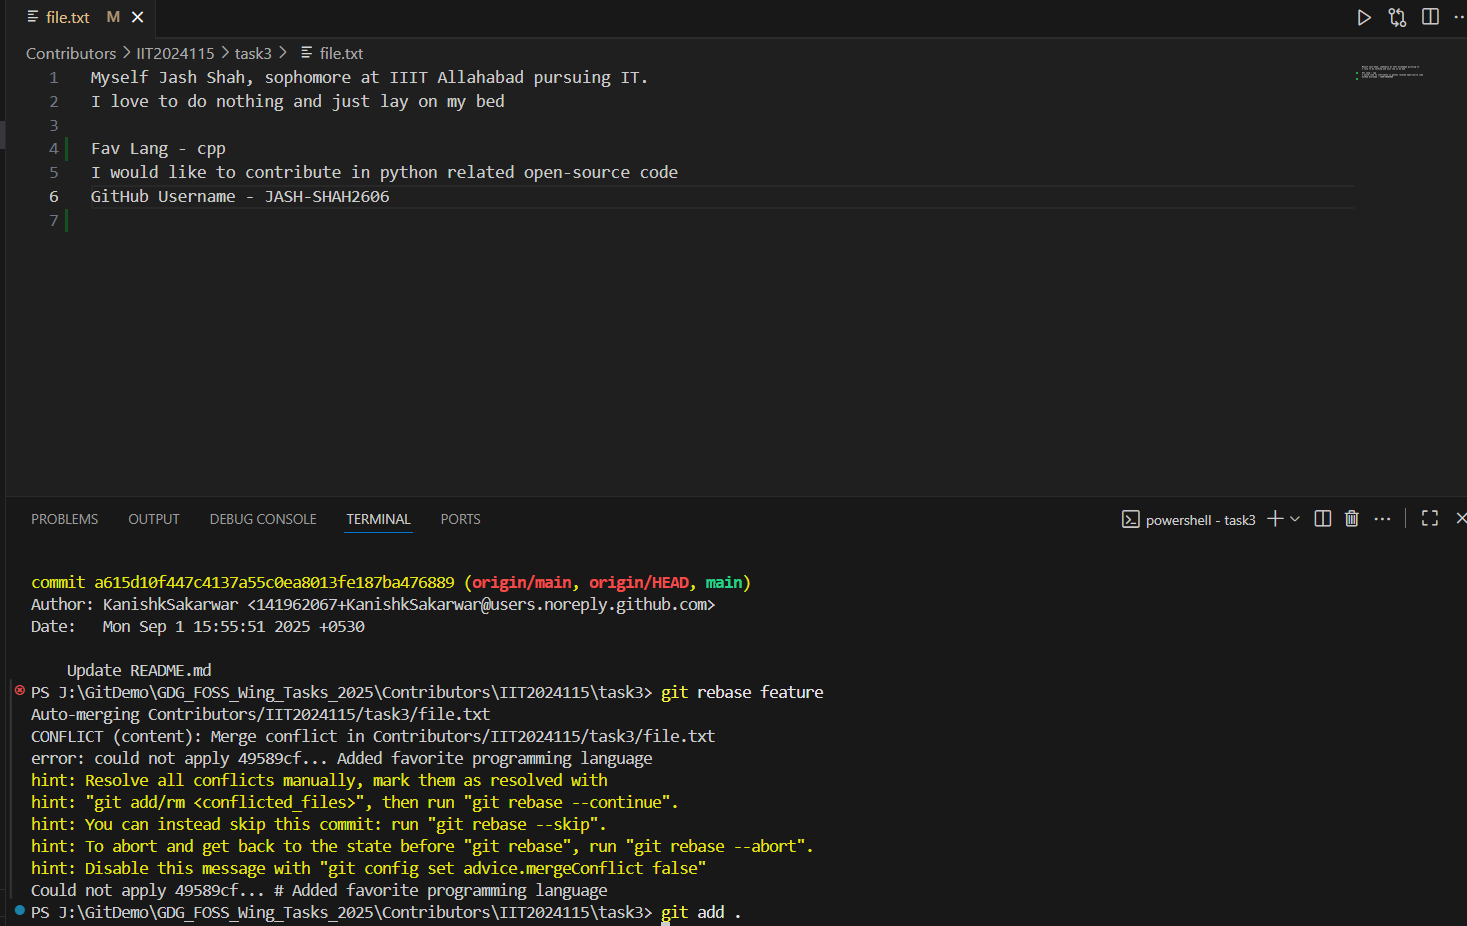 file.txt M
Contributors > IIT2024115 > task3 > file.txt
1 Myself Jash Shah, sophomore at IIIT Allahabad pursuing IT.
2 I love to do nothing and just lay on my bed
3
4 Fav Lang - cpp
5 I would like to contribute in python related open-source code
6 GitHub Username - JASH-SHAH2606
7
PROBLEMS OUTPUT DEBUG CONSOLE TERMINAL PORTS
powershell - task3
commit a615d10f447c4137a55c0ea8013fe187ba476889 (origin/main, origin/HEAD, main)
Author: KanishkSakarwar <141962067+KanishkSakarwar@users.noreply.github.com>
Date:   Mon Sep 1 15:55:51 2025 +0530
Update README.md
PS J:\GitDemo\GDG_FOSS_Wing_Tasks_2025\Contributors\IIT2024115\task3> git rebase feature
Auto-merging Contributors/IIT2024115/task3/file.txt
CONFLICT (content): Merge conflict in Contributors/IIT2024115/task3/file.txt
error: could not apply 49589cf... Added favorite programming language
hint: Resolve all conflicts manually, mark them as resolved with
hint: "git add/rm <conflicted_files>", then run "git rebase --continue".
hint: You can instead skip this commit: run "git rebase --skip".
hint: To abort and get back to the state before "git rebase", run "git rebase --abort".
hint: Disable this message with "git config set advice.mergeConflict false"
Could not apply 49589cf... # Added favorite programming language
PS J:\GitDemo\GDG_FOSS_Wing_Tasks_2025\Contributors\IIT2024115\task3> git add .